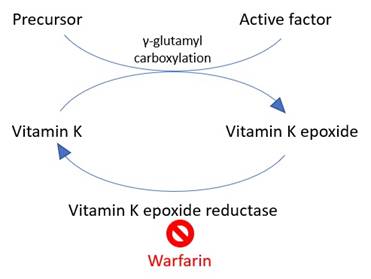 Precursor
Active factor
γ-glutamyl
carboxylation
Vitamin K
Vitamin K epoxide
Vitamin K epoxide reductase
Warfarin